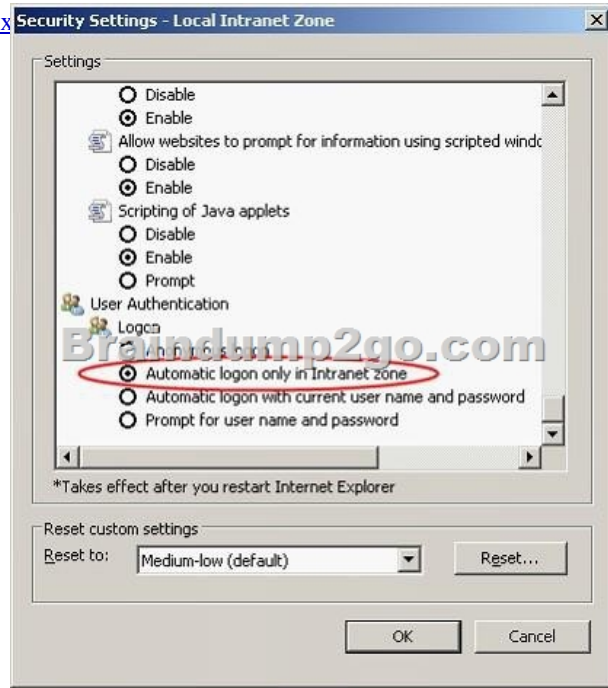 x
Security Settings - Local Intranet Zone
Settings
Disable
Enable
Allow websites to prompt for information using scripted windc
Disable
Enable
Scripting of Java applets
Disable
Enable
Prompt
User Authentication
Logon
Braindump2go.com
Automatic logon only in Intranet zone
Automatic logon with current user name and password
Prompt for user name and password
*Takes effect after you restart Internet Explorer
Reset custom settings
Reset to:
Medium-low (default)
Reset...
OK
Cancel